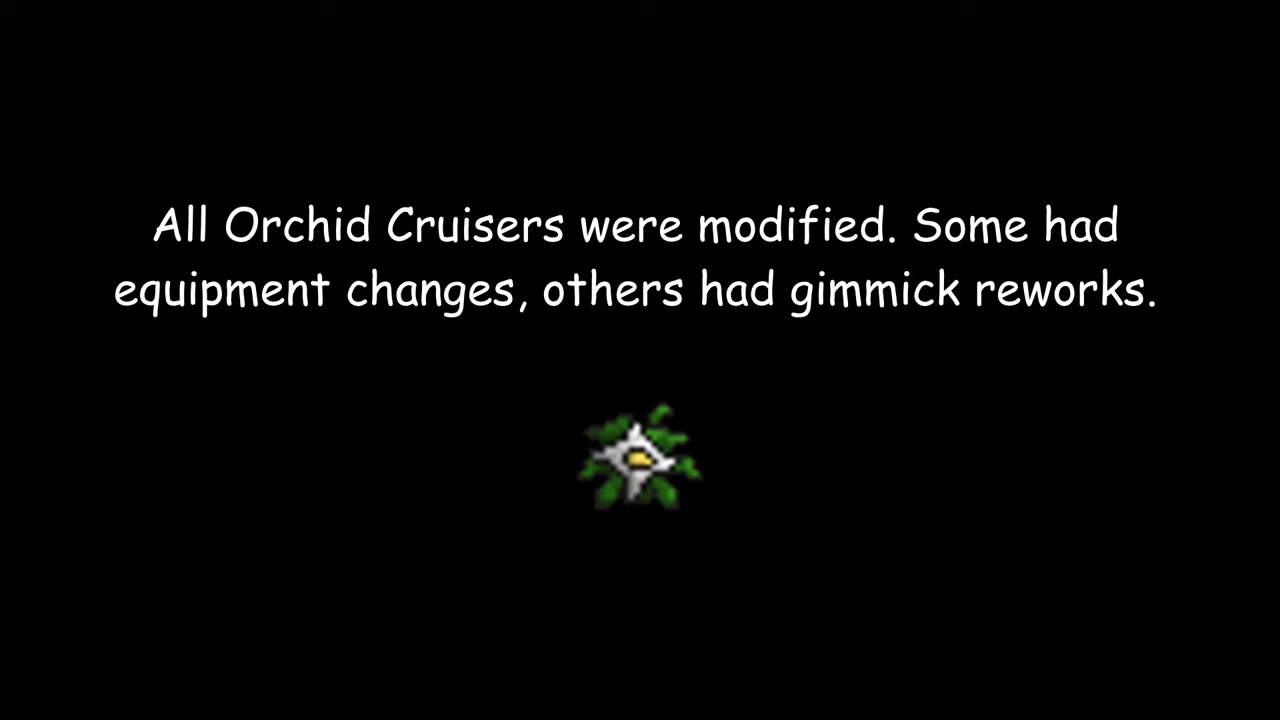 All Orchid Cruisers were modified. Some had
equipment changes, others had gimmick reworks.